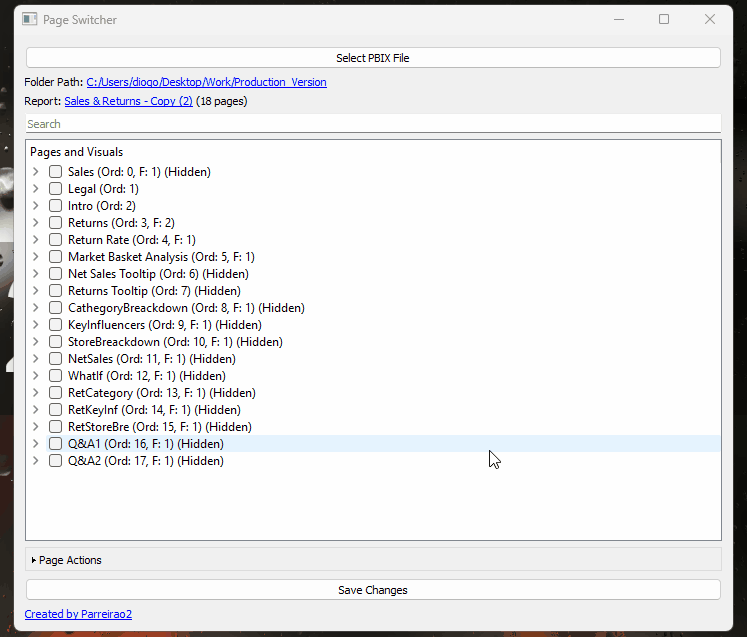 Page Switcher
Select PBIX File
Folder Path: C:/Users/diogo/Desktop/Work/Production_Version
Report: Sales & Returns - Copy (2) (18 pages)
Search
Pages and Visuals
Sales (Ord: 0, F: 1) (Hidden)
Legal (Ord: 1)
Intro (Ord: 2)
Returns (Ord: 3, F: 2)
Return Rate (Ord: 4, F: 1)
Market Basket Analysis (Ord: 5, F: 1)
Net Sales Tooltip (Ord: 6) (Hidden)
Returns Tooltip (Ord: 7) (Hidden)
CathegoryBreackdown (Ord: 8, F: 1) (Hidden)
KeyInfluencers (Ord: 9, F: 1) (Hidden)
StoreBreackdown (Ord: 10, F: 1) (Hidden)
NetSales (Ord: 11, F: 1) (Hidden)
WhatIf (Ord: 12, F: 1) (Hidden)
RetCategory (Ord: 13, F: 1) (Hidden)
RetKeyInf (Ord: 14, F: 1) (Hidden)
RetStoreBre (Ord: 15, F: 1) (Hidden)
Q&A1 (Ord: 16, F: 1) (Hidden)
Q&A2 (Ord: 17, F: 1) (Hidden)
Page Actions
Save Changes
Created by Parreirao2